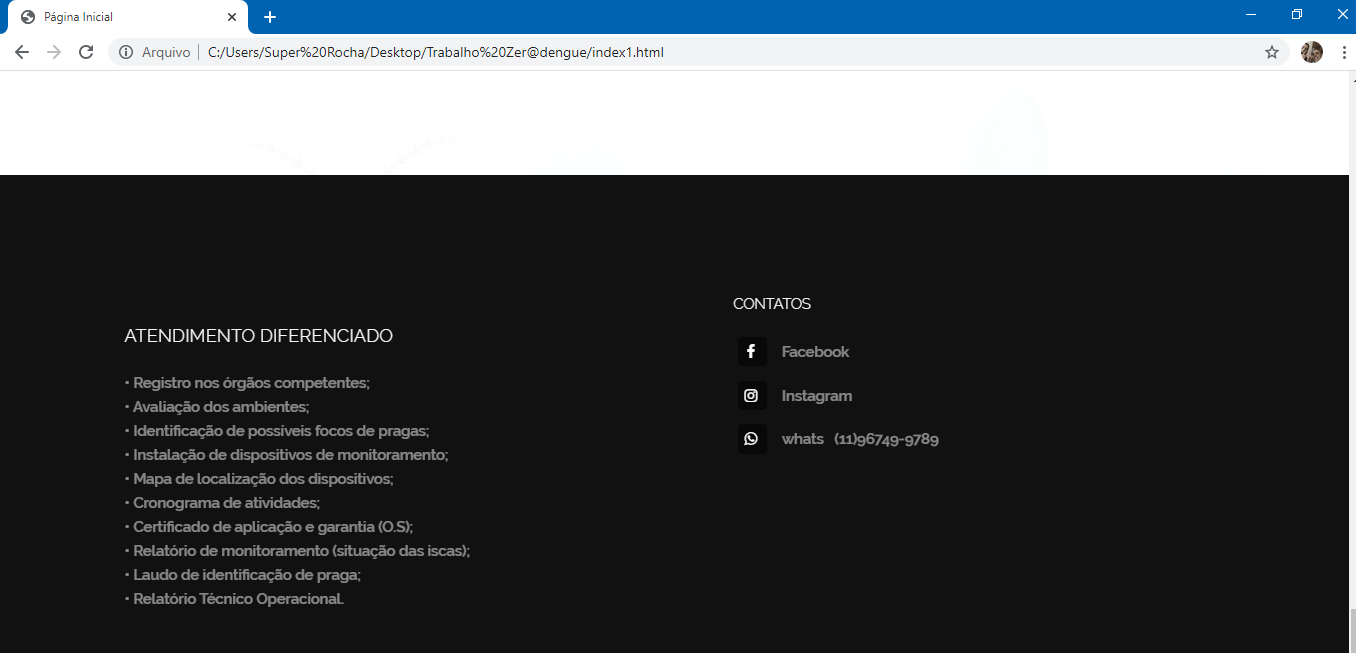 Página Inicial
Arquivo
C:/Users/Super%20Rocha/Desktop/Trabalho%20Zer@dengue/index1.html
ATENDIMENTO DIFERENCIADO
• Registro nos órgãos competentes;
• Avaliação dos ambientes;
• Identificação de possíveis focos de pragas;
• Instalação de dispositivos de monitoramento;
• Mapa de localização dos dispositivos;
• Cronograma de atividades;
• Certificado de aplicação e garantia (O.S);
• Relatório de monitoramento (situação das iscas);
• Laudo de identificação de praga;
• Relatório Técnico Operacional.
CONTATOS
Facebook
Instagram
whats (11)96749-9789